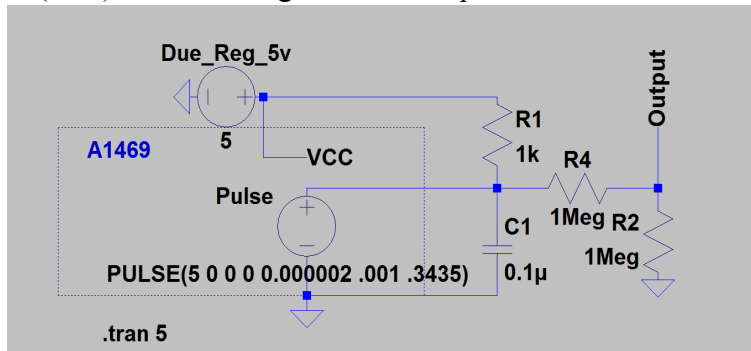 Due_Reg_5v
5
A1469
VCC
Pulse
PULSE(5 0 0 0 0.000002 .001 .3435)
R1
1k
R4
1Meg
C1
0.1µ
R2
1Meg
Output
.tran 5